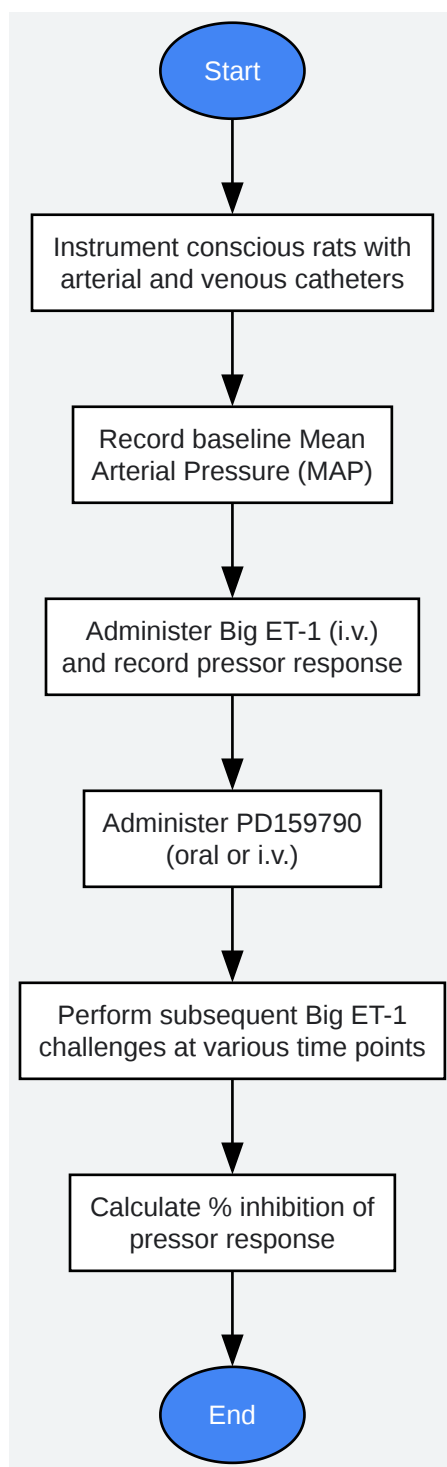 Start
Instrument conscious rats with
arterial and venous catheters
Record baseline Mean
Arterial Pressure (MAP)
Administer Big ET-1 (i.v.)
and record pressor response
Administer PD159790
(oral or i.v.)
Perform subsequent Big ET-1
challenges at various time points
Calculate % inhibition of
pressor response
End